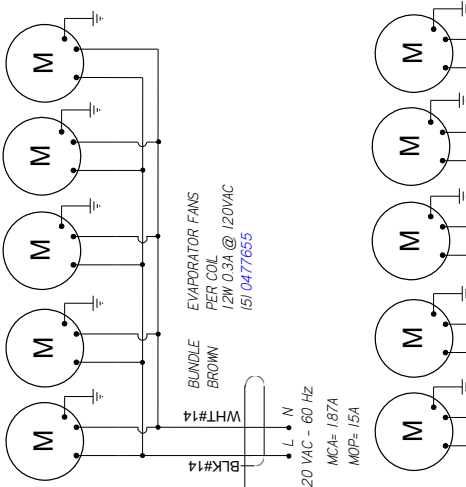 M
M
M
M
M
M
M
M
M
M
EVAPORATOR FANS
PER COIL
12W 0.3A @ 120VAC
(5) 0477655
BUNDLE
BROWN
BLK#14
WHT#14
L N
20 VAC - 60 Hz
MCA= 1.87A
MOP= 15A